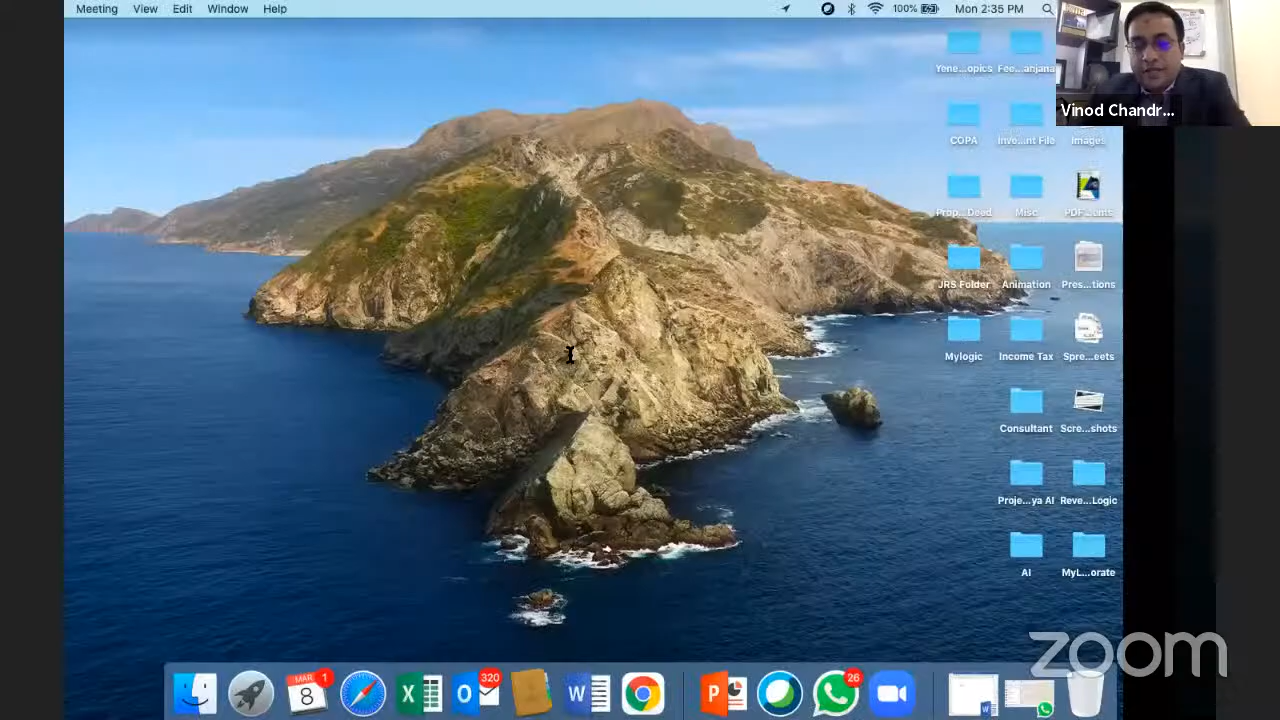 Meeting View Edit Window Help 100% Mon 2:35 PM
Vinod Chandr...
Yene...opics Fee...anjana
COPA Inve...nt File Images
Prop...Deed Misc PDF...ents
JRS Folder Animation Pres...tions
Mylogic Income Tax Spre...eets
Consultant Scre...shots
Proje...ya AI Reve...Logic
AI MyL...orate
zoom
MAR 1 320 26
8
X O W P